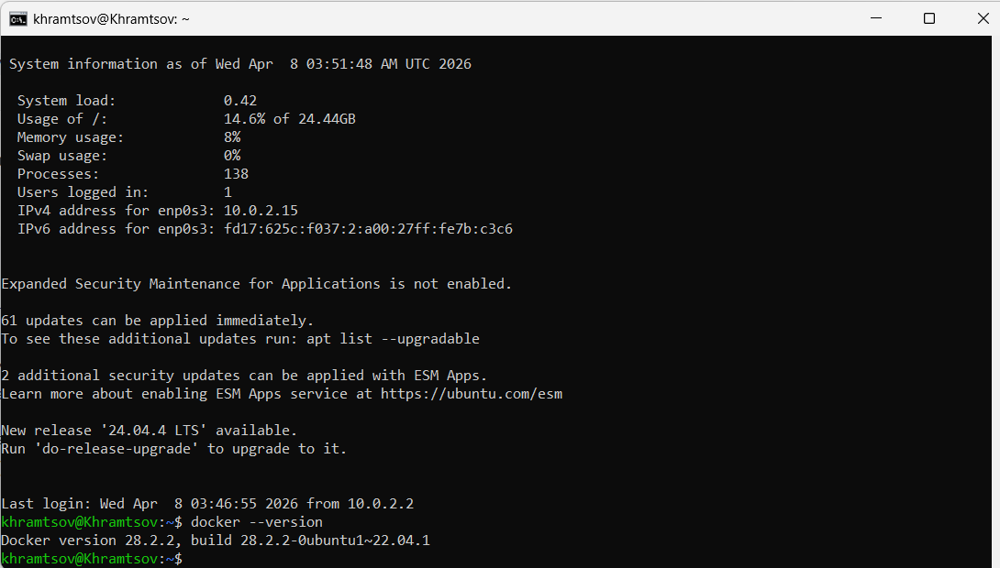 khramtsov@Khramtsov: ~
System information as of Wed Apr  8 03:51:48 AM UTC 2026
System load:             0.42
Usage of /:              14.6% of 24.44GB
Memory usage:            8%
Swap usage:              0%
Processes:               138
Users logged in:         1
IPv4 address for enp0s3: 10.0.2.15
IPv6 address for enp0s3: fd17:625c:f037:2:a00:27ff:fe7b:c3c6
Expanded Security Maintenance for Applications is not enabled.
61 updates can be applied immediately.
To see these additional updates run: apt list --upgradable
2 additional security updates can be applied with ESM Apps.
Learn more about enabling ESM Apps service at https://ubuntu.com/esm
New release '24.04.4 LTS' available.
Run 'do-release-upgrade' to upgrade to it.
Last login: Wed Apr  8 03:46:55 2026 from 10.0.2.2
khramtsov@Khramtsov:~$ docker --version
Docker version 28.2.2, build 28.2.2-0ubuntu1~22.04.1
khramtsov@Khramtsov:~$